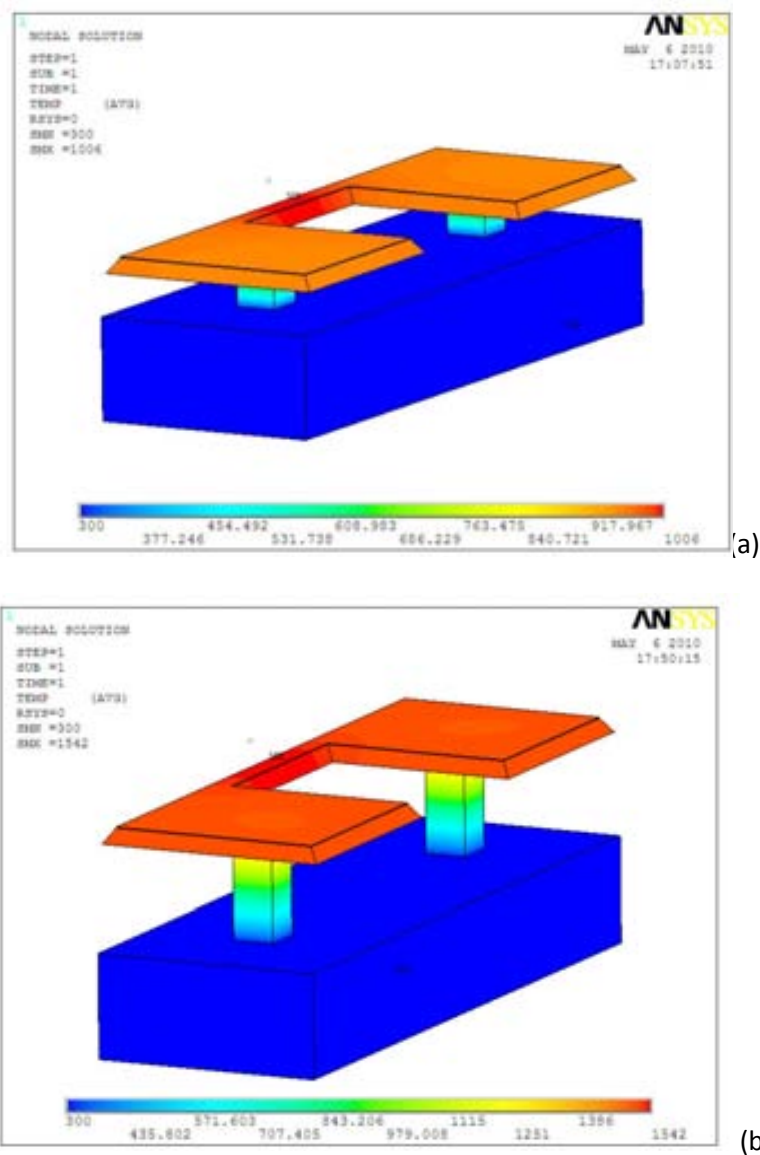 1
NODAL SOLUTION
ANSYS
STEP=1
SUB =1
TIME=1
TEMP (AVG)
RSYS=0
SMN =300
SMX =1006
MAY 6 2010
17:07:51
300 454.492 608.983 763.475 917.967
377.246 531.738 686.229 840.721 1006
(a)
1
NODAL SOLUTION
ANSYS
STEP=1
SUB =1
TIME=1
TEMP (AVG)
RSYS=0
SMN =300
SMX =1542
MAY 6 2010
17:50:15
300 571.603 843.206 1115 1386
435.802 707.405 979.008 1251 1542
(b